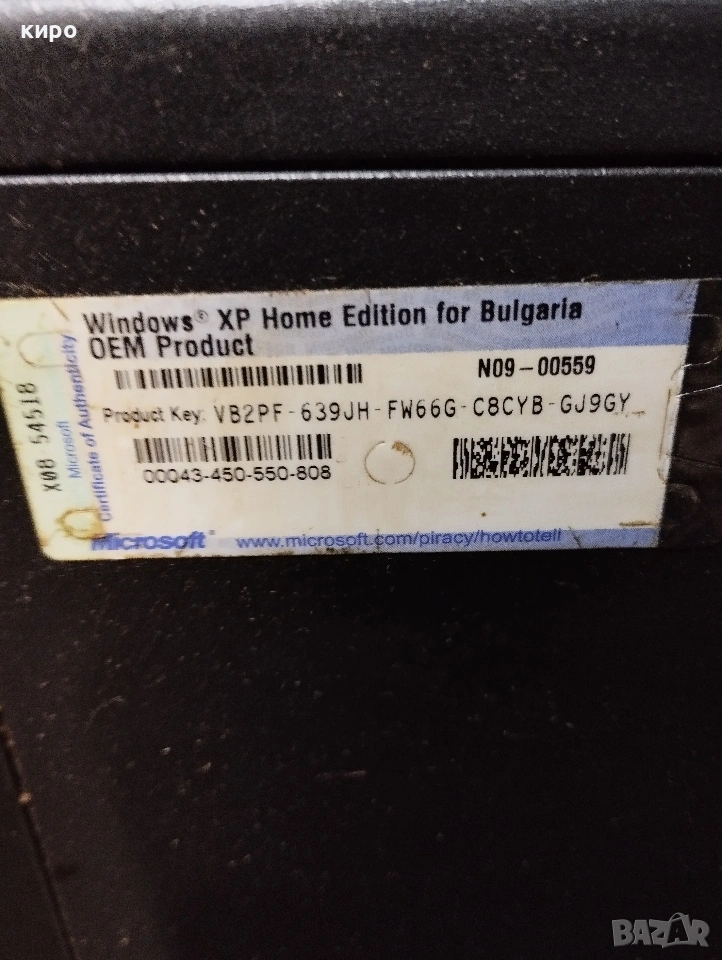 киро
Windows® XP Home Edition for Bulgaria
OEM Product
N09-00559
Product Key: VB2PF-639JH-FW66G-C8CYB-GJ9GY
00043-450-550-808
Microsoft® www.microsoft.com/piracy/howtotell
X08-54518
Microsoft
Certificate of Authenticity
BAZAR